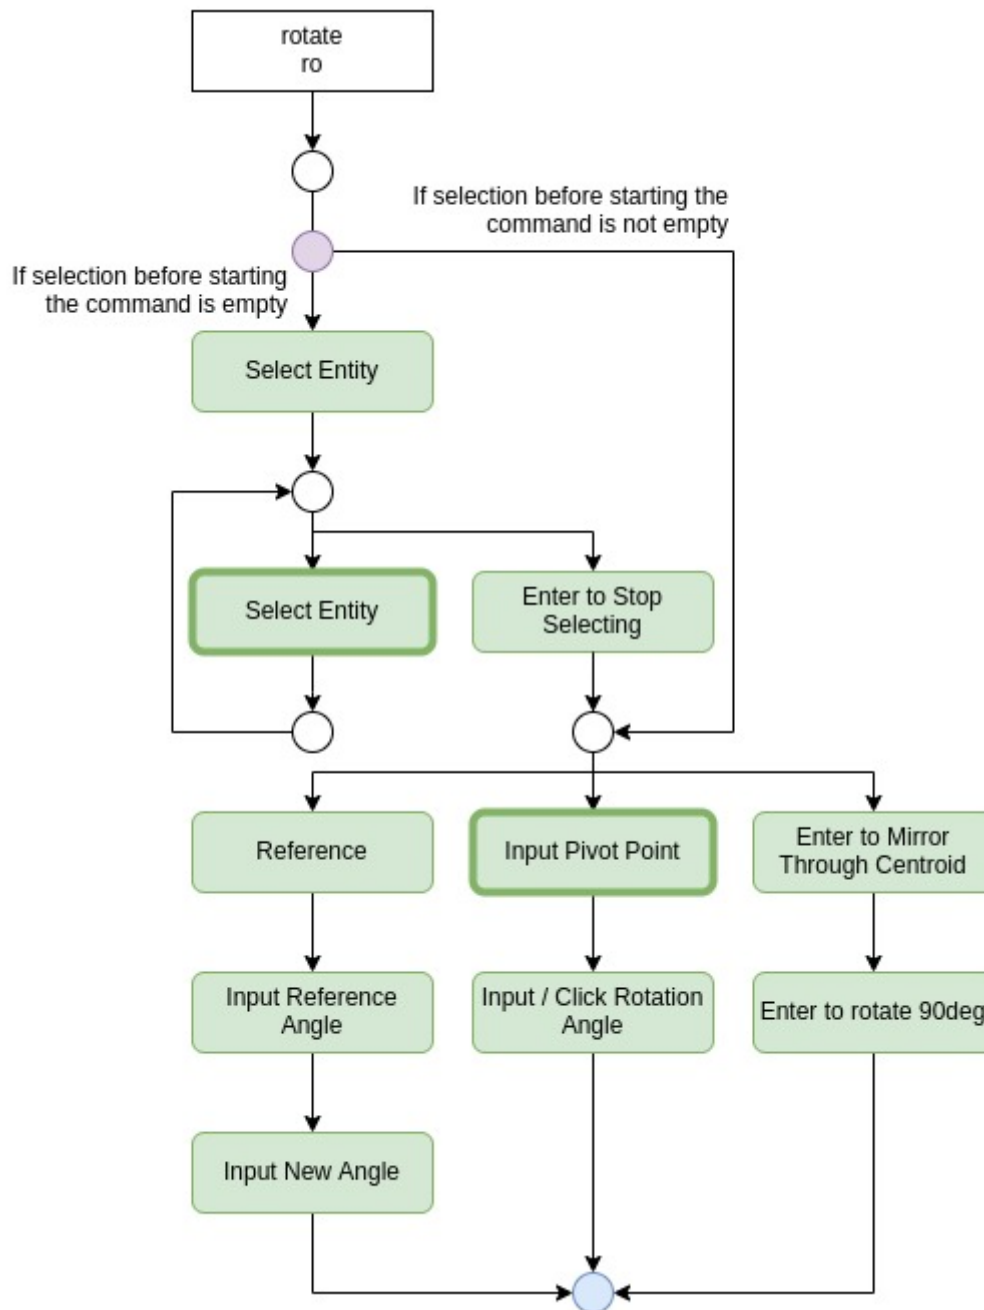 rotate
ro
If selection before starting the
command is not empty
If selection before starting
the command is empty
Select Entity
Select Entity
Enter to Stop
Selecting
Reference
Input Pivot Point
Enter to Mirror
Through Centroid
Input Reference
Angle
Input / Click Rotation
Angle
Enter to rotate 90deg
Input New Angle